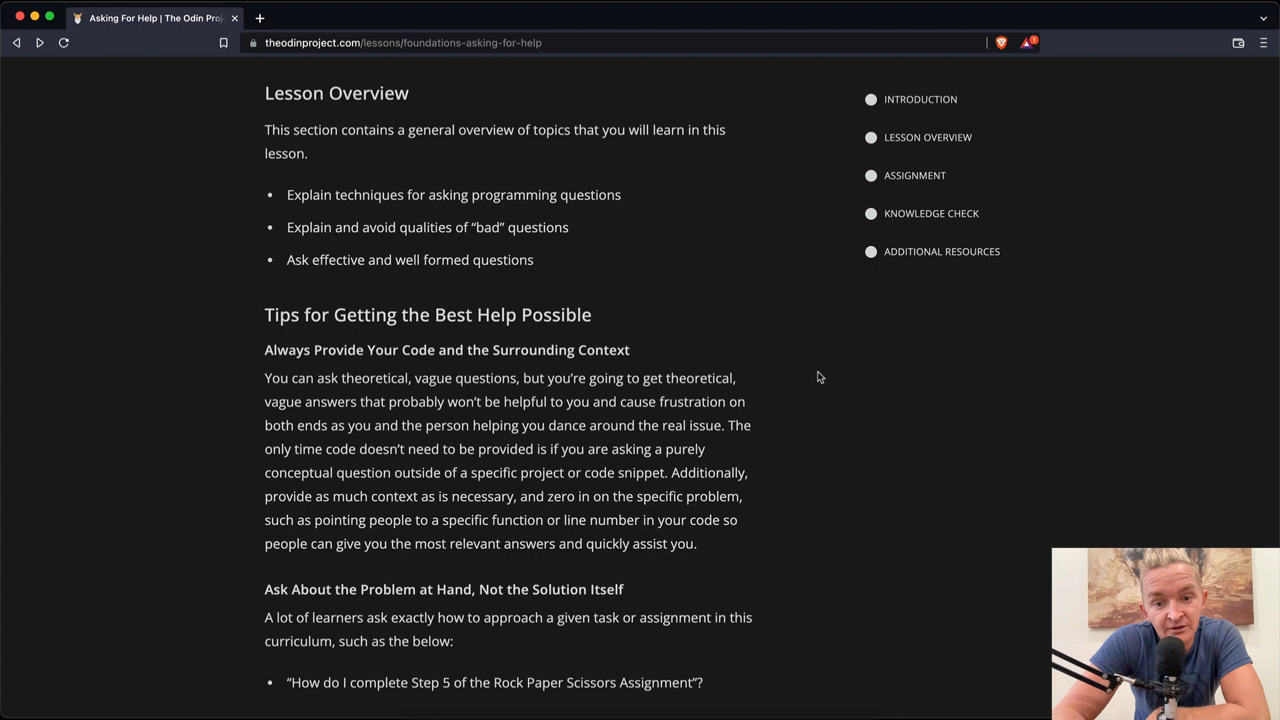 Asking For Help | The Odin Proj
theodinproject.com/lessons/foundations-asking-for-help
1
Lesson Overview
This section contains a general overview of topics that you will learn in this
lesson.
• Explain techniques for asking programming questions
• Explain and avoid qualities of “bad” questions
• Ask effective and well formed questions
Tips for Getting the Best Help Possible
Always Provide Your Code and the Surrounding Context
You can ask theoretical, vague questions, but you’re going to get theoretical,
vague answers that probably won’t be helpful to you and cause frustration on
both ends as you and the person helping you dance around the real issue. The
only time code doesn’t need to be provided is if you are asking a purely
conceptual question outside of a specific project or code snippet. Additionally,
provide as much context as is necessary, and zero in on the specific problem,
such as pointing people to a specific function or line number in your code so
people can give you the most relevant answers and quickly assist you.
Ask About the Problem at Hand, Not the Solution Itself
A lot of learners ask exactly how to approach a given task or assignment in this
curriculum, such as the below:
• “How do I complete Step 5 of the Rock Paper Scissors Assignment”?
INTRODUCTION
LESSON OVERVIEW
ASSIGNMENT
KNOWLEDGE CHECK
ADDITIONAL RESOURCES